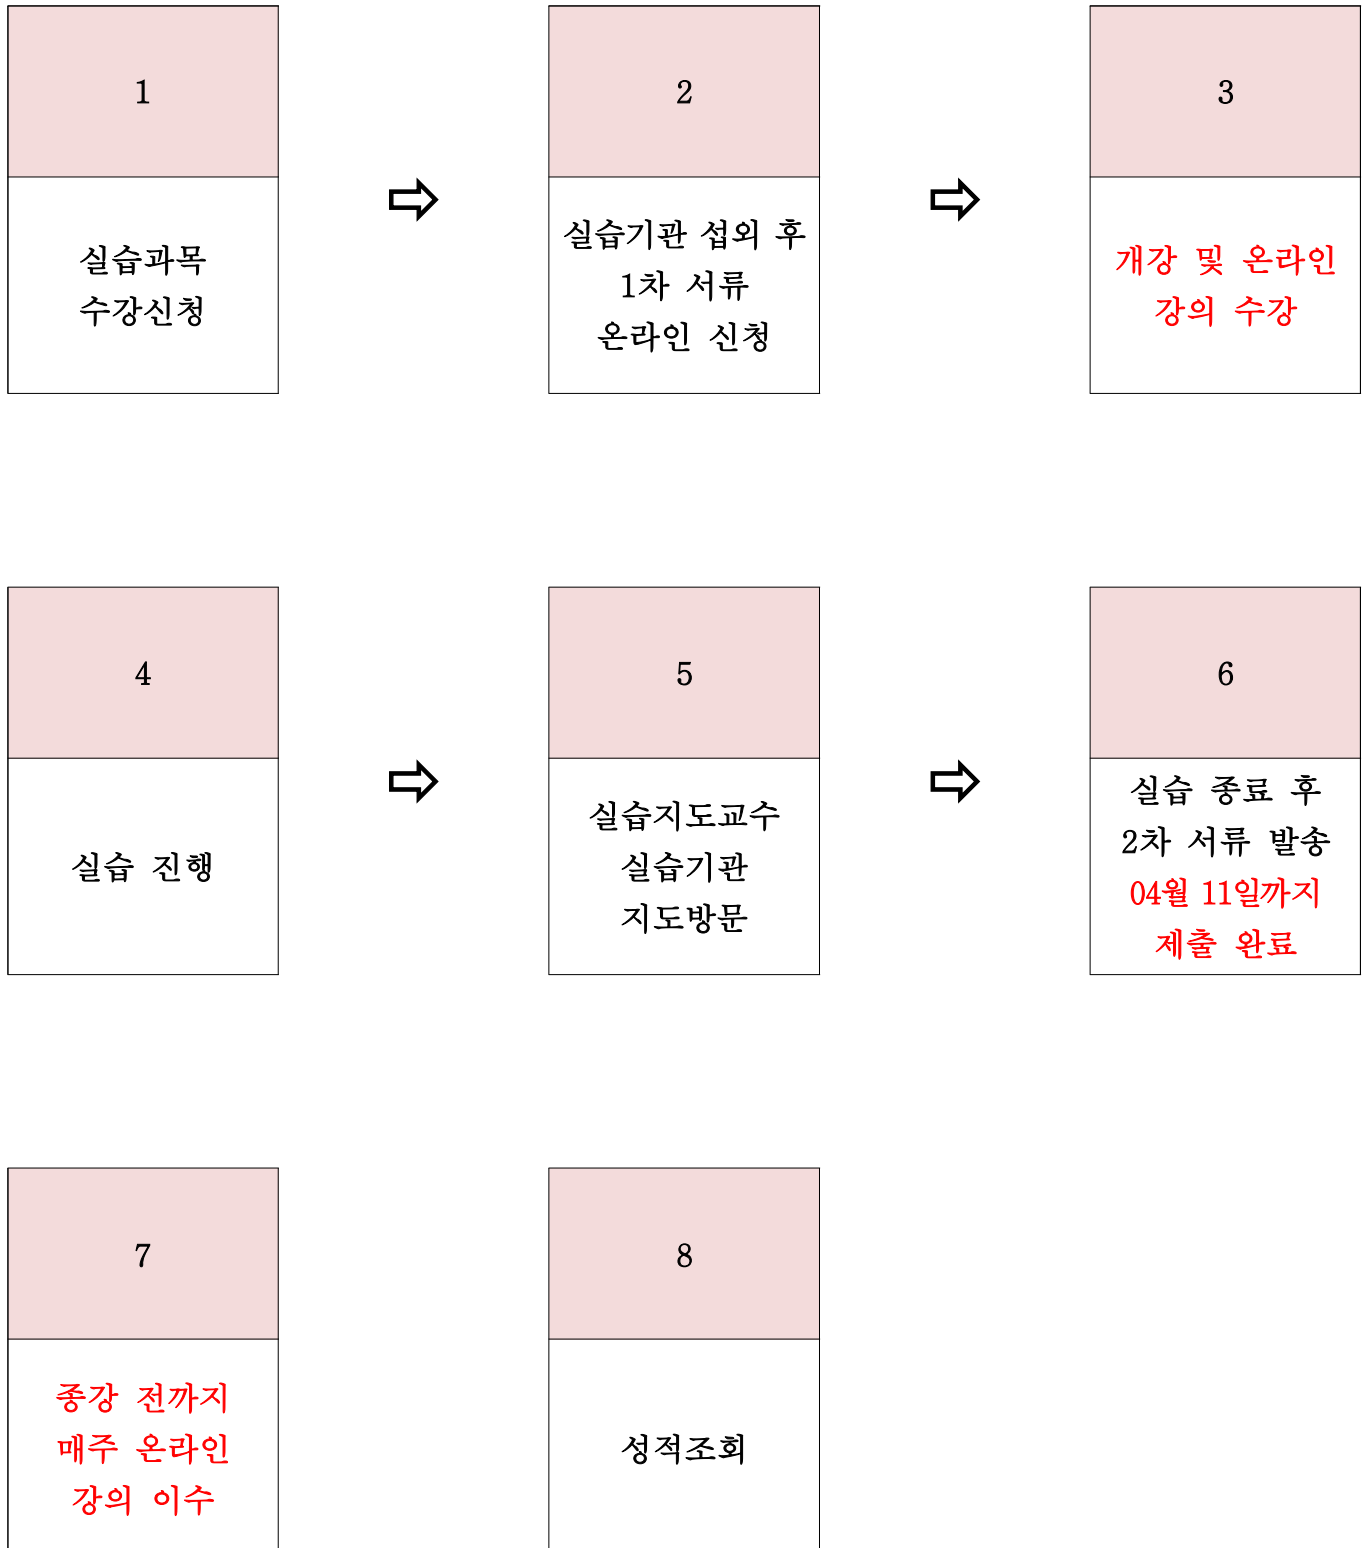 1
실습과목
수강신청
⇨
2
실습기관 섭외 후
1차 서류
온라인 신청
⇨
3
개강 및 온라인
강의 수강
4
실습 진행
⇨
5
실습지도교수
실습기관
지도방문
⇨
6
실습 종료 후
2차 서류 발송
04월 11일까지
제출 완료
7
종강 전까지
매주 온라인
강의 이수
8
성적조회